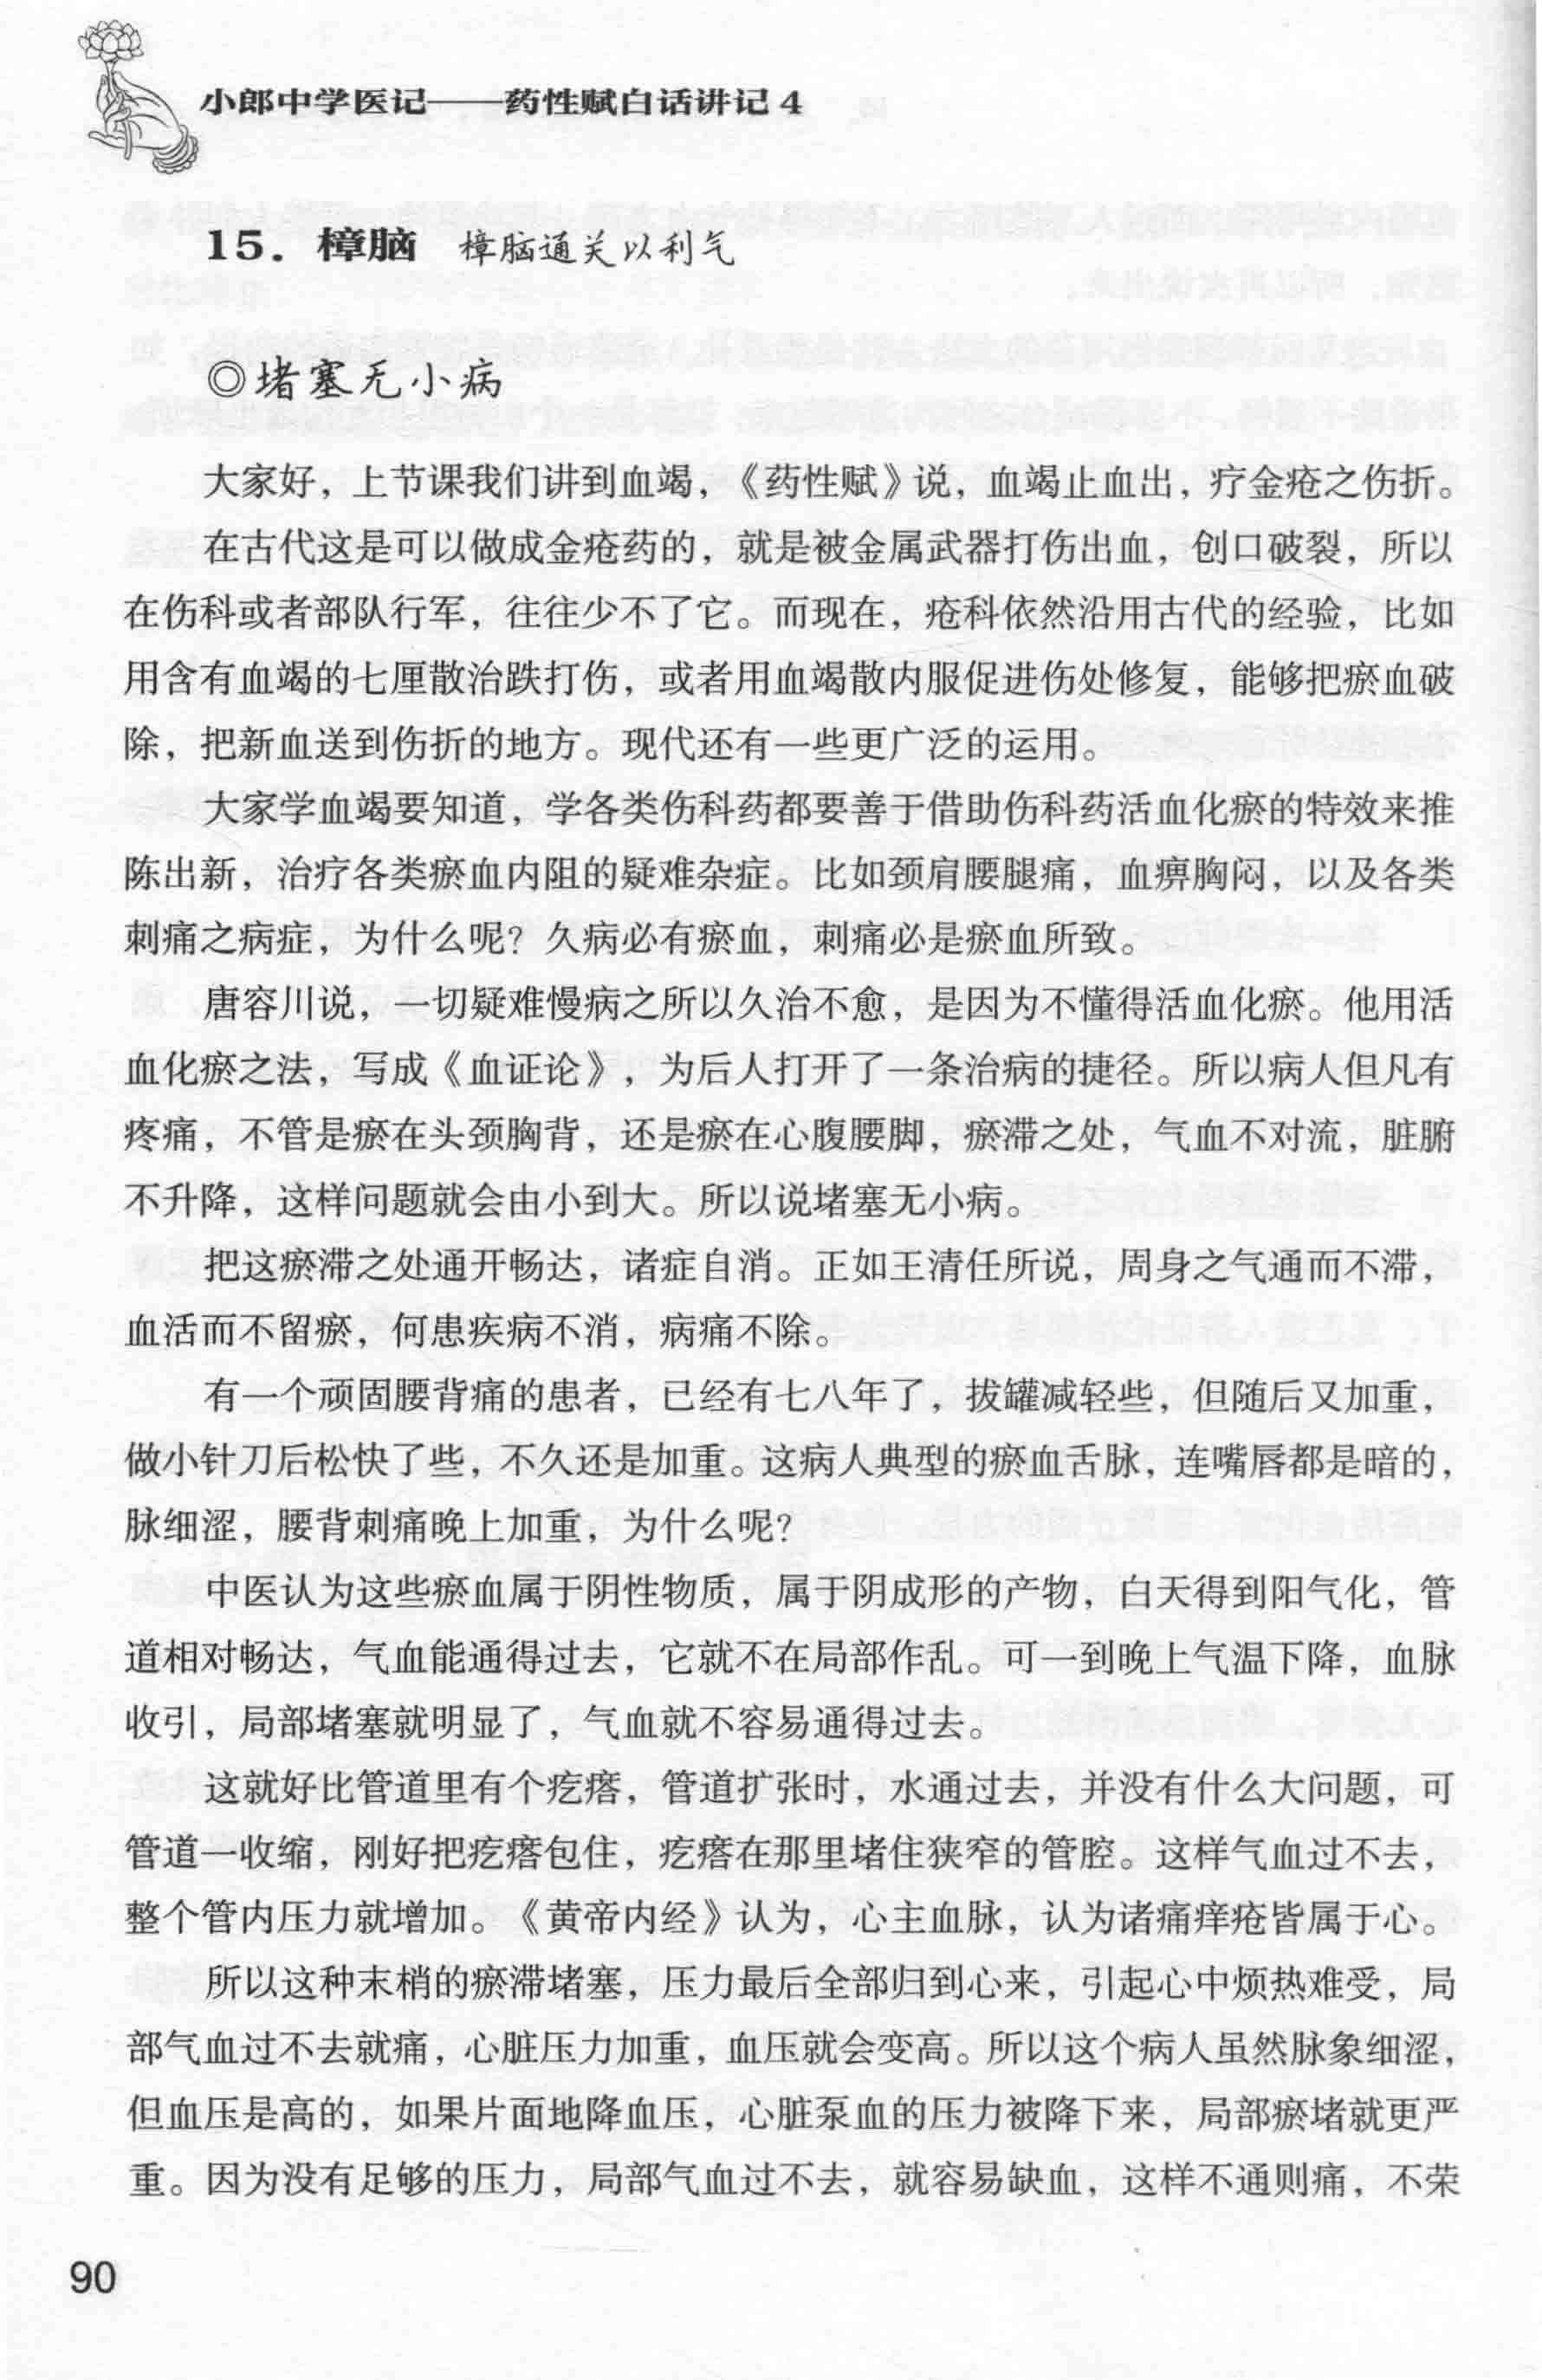 小郎中学医记——药性赋白话讲记 4
15. 樟脑 樟脑通关以利气
◎堵塞无小病
大家好，上节课我们讲到血竭，《药性赋》说，血竭止血出，疗金疮之伤折。
在古代这是可以做成金疮药的，就是被金属武器打伤出血，创口破裂，所以
在伤科或者部队行军，往往少不了它。而现在，疮科依然沿用古代的经验，比如
用含有血竭的七厘散治跌打伤，或者用血竭散内服促进伤处修复，能够把瘀血破
除，把新血送到伤折的地方。现代还有一些更广泛的运用。
大家学血竭要知道，学各类伤科药都要善于借助伤科药活血化瘀的特效来推
陈出新，治疗各类瘀血内阻的疑难杂症。比如颈肩腰腿痛，血痹胸闷，以及各类
刺痛之病症，为什么呢？久病必有瘀血，刺痛必是瘀血所致。
唐容川说，一切疑难慢病之所以久治不愈，是因为不懂得活血化瘀。他用活
血化瘀之法，写成《血证论》，为后人打开了一条治病的捷径。所以病人但凡有
疼痛，不管是瘀在头颈胸背，还是瘀在心腹腰脚，瘀滞之处，气血不对流，脏腑
不升降，这样问题就会由小到大。所以说堵塞无小病。
把这瘀滞之处通开畅达，诸症自消。正如王清任所说，周身之气通而不滞，
血活而不留瘀，何患疾病不消，病痛不除。
有一个顽固腰背痛的患者，已经有七八年了，拔罐减轻些，但随后又加重，
做小针刀后松快了些，不久还是加重。这病人典型的瘀血舌脉，连嘴唇都是暗的，
脉细涩，腰背刺痛晚上加重，为什么呢？
中医认为这些瘀血属于阴性物质，属于阴成形的产物，白天得到阳气化，管
道相对畅达，气血能通得过去，它就不在局部作乱。可一到晚上气温下降，血脉
收引，局部堵塞就明显了，气血就不容易通得过去。
这就好比管道里有个疙瘩，管道扩张时，水通过去，并没有什么大问题，可
管道一收缩，刚好把疙瘩包住，疙瘩在那里堵住狭窄的管腔。这样气血过不去，
整个管内压力就增加。《黄帝内经》认为，心主血脉，认为诸痛痒疮皆属于心。
所以这种末梢的瘀滞堵塞，压力最后全部归到心来，引起心中烦热难受，局
部气血过不去就痛，心脏压力加重，血压就会变高。所以这个病人虽然脉象细涩，
但血压是高的，如果片面地降血压，心脏泵血的压力被降下来，局部瘀堵就更严
重。因为没有足够的压力，局部气血过不去，就容易缺血，这样不通则痛，不荣
90